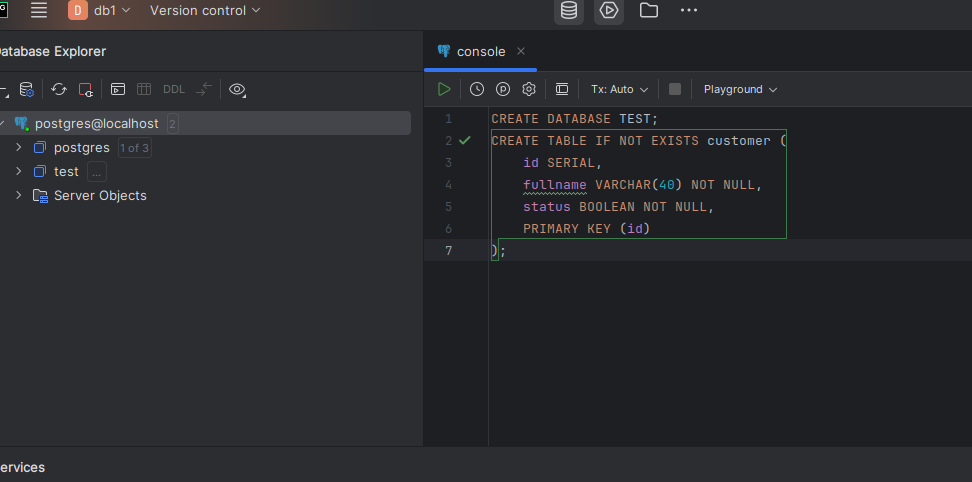 D db1 Version control
Database Explorer
console
DDL
Tx: Auto Playground
postgres@localhost 2
postgres 1 of 3
test ...
Server Objects
1 CREATE DATABASE TEST;
2 CREATE TABLE IF NOT EXISTS customer (
3 id SERIAL,
4 fullname VARCHAR(40) NOT NULL,
5 status BOOLEAN NOT NULL,
6 PRIMARY KEY (id)
7 );
ervices